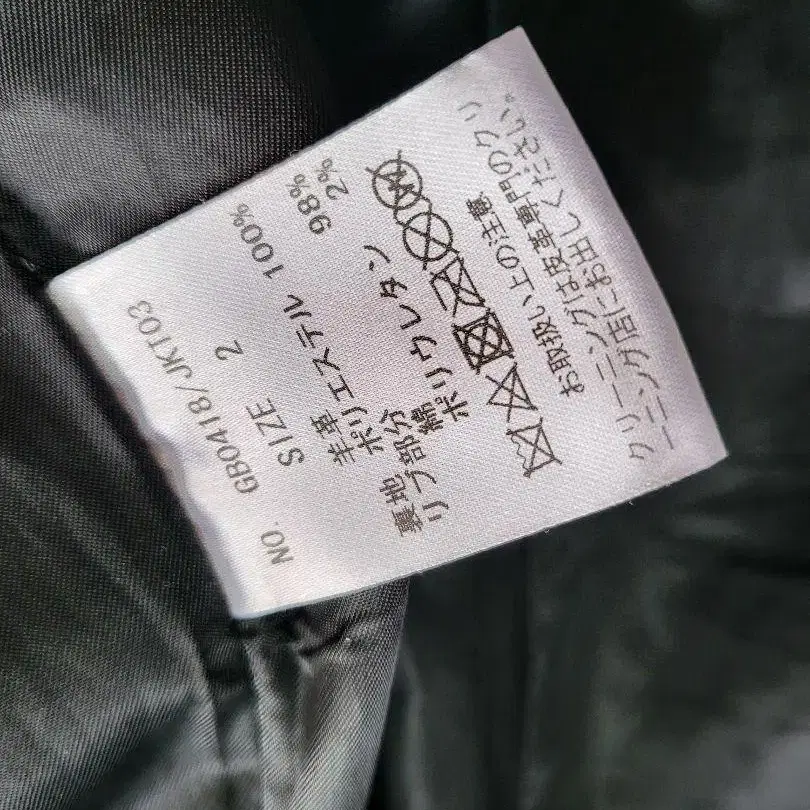 NO. GB0418/JKT03
SIZE 2
羊革
裏地 ポリエステル 100%
リブ部分 綿 98%
ポリウレタン 2%
お取扱い上の注意
クリーニングは皮革専門のクリ
ーニング店にお出しください。